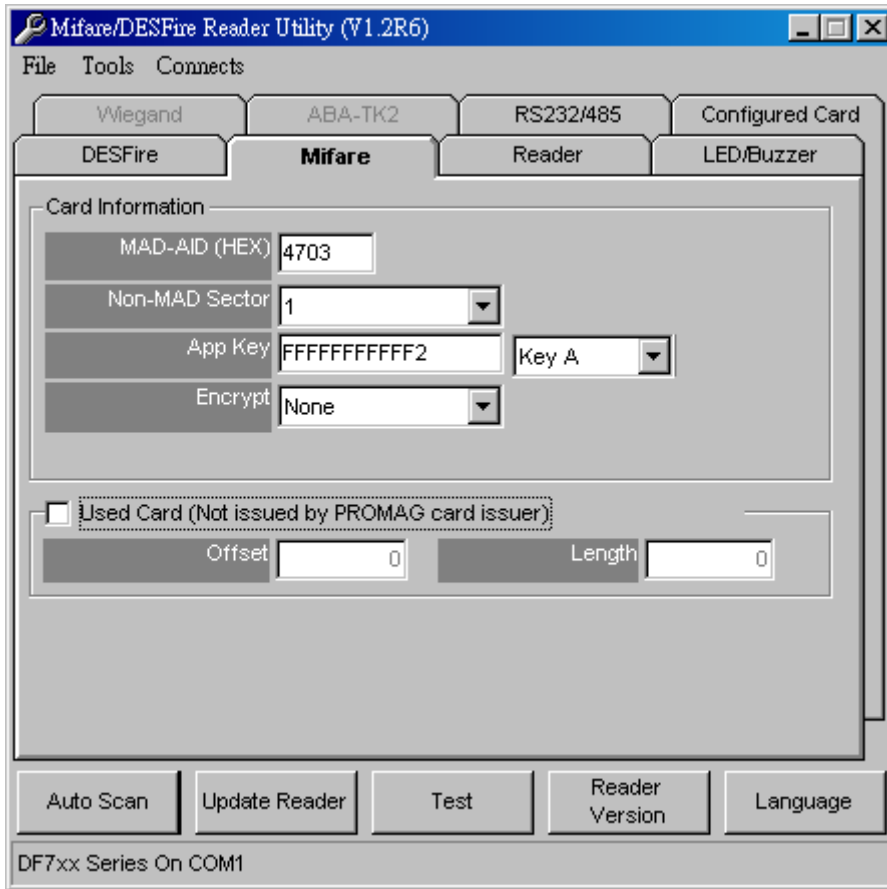 Mifare/DESFire Reader Utility (V1.2R6)
File Tools Connects
Wiegand ABA-TK2 RS232/485 Configured Card
DESFire Mifare Reader LED/Buzzer
Card Information
MAD-AID (HEX) 4703
Non-MAD Sector 1
App Key FFFFFFFFFFF2 Key A
Encrypt None
Used Card (Not issued by PROMAG card issuer)
Offset 0 Length 0
Auto Scan Update Reader Test Reader Version Language
DF7xx Series On COM1